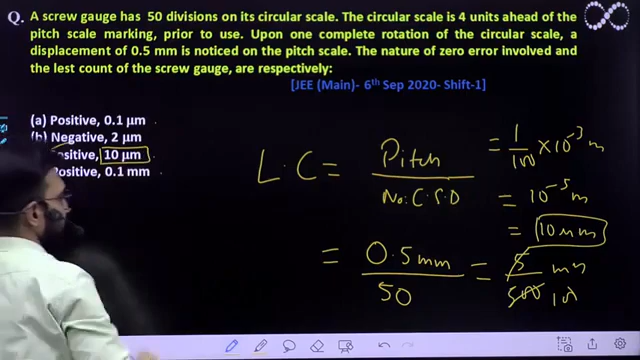 Q. A screw gauge has 50 divisions on its circular scale. The circular scale is 4 units ahead of the
pitch scale marking, prior to use. Upon one complete rotation of the circular scale, a
displacement of 0.5 mm is noticed on the pitch scale. The nature of zero error involved and
the lest count of the screw gauge, are respectively:
[JEE (Main)- 6th Sep 2020- Shift-1]
(a) Positive, 0.1 μm
(b) Negative, 2 μm
Positive, 10 μm
Positive, 0.1 mm
L.C = Pitch / No. C.S.D
= 0.5mm / 50 = 5 / 500 mm
100
= 1/100 × 10⁻³ m
= 10⁻⁵ m
= 10 μm